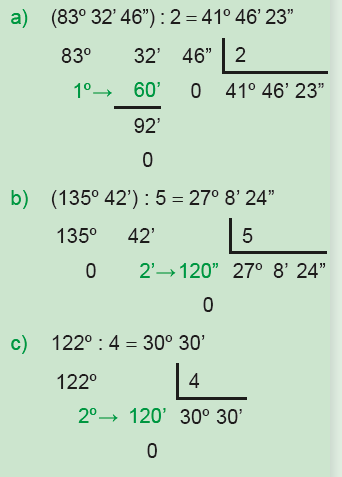 a) (83º 32’ 46”) : 2 = 41º 46’ 23”
83º 32’ 46” 2
1º→ 60’ 0 41º 46’ 23”
92’
0
b) (135º 42’) : 5 = 27º 8’ 24”
135º 42’ 5
0 2’→120” 27º 8’ 24”
0
c) 122º : 4 = 30º 30’
122º 4
2º→ 120’ 30º 30’
0